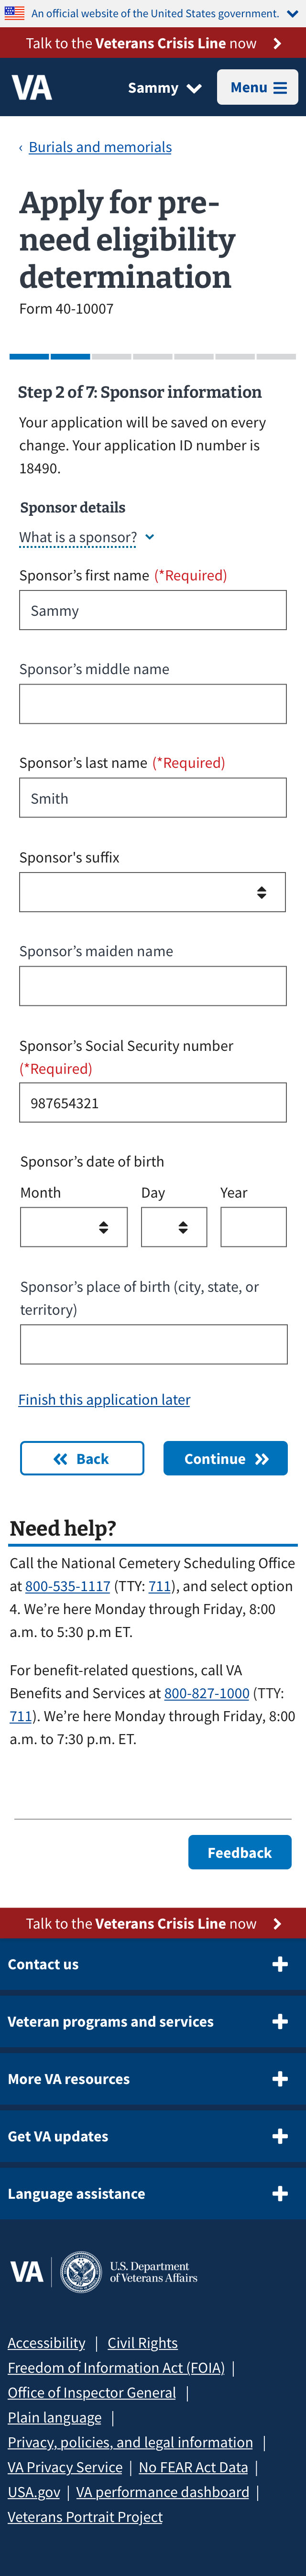 An official website of the United States government.
Talk to the Veterans Crisis Line now
VA
Sammy
Menu
‹ Burials and memorials
Apply for pre-
need eligibility
determination
Form 40-10007
Step 2 of 7: Sponsor information
Your application will be saved on every
change. Your application ID number is
18490.
Sponsor details
What is a sponsor?
Sponsor’s first name (*Required)
Sammy
Sponsor’s middle name
Sponsor’s last name (*Required)
Smith
Sponsor's suffix
Sponsor’s maiden name
Sponsor’s Social Security number
(*Required)
987654321
Sponsor’s date of birth
Month Day Year
Sponsor’s place of birth (city, state, or
territory)
Finish this application later
Back
Continue
Need help?
Call the National Cemetery Scheduling Office
at 800-535-1117 (TTY: 711), and select option
4. We’re here Monday through Friday, 8:00
a.m. to 5:30 p.m ET.
For benefit-related questions, call VA
Benefits and Services at 800-827-1000 (TTY:
711). We’re here Monday through Friday, 8:00
a.m. to 7:30 p.m. ET.
Feedback
Talk to the Veterans Crisis Line now
Contact us
Veteran programs and services
More VA resources
Get VA updates
Language assistance
VA | U.S. Department
of Veterans Affairs
Accessibility | Civil Rights
Freedom of Information Act (FOIA) |
Office of Inspector General |
Plain language |
Privacy, policies, and legal information |
VA Privacy Service | No FEAR Act Data |
USA.gov | VA performance dashboard |
Veterans Portrait Project